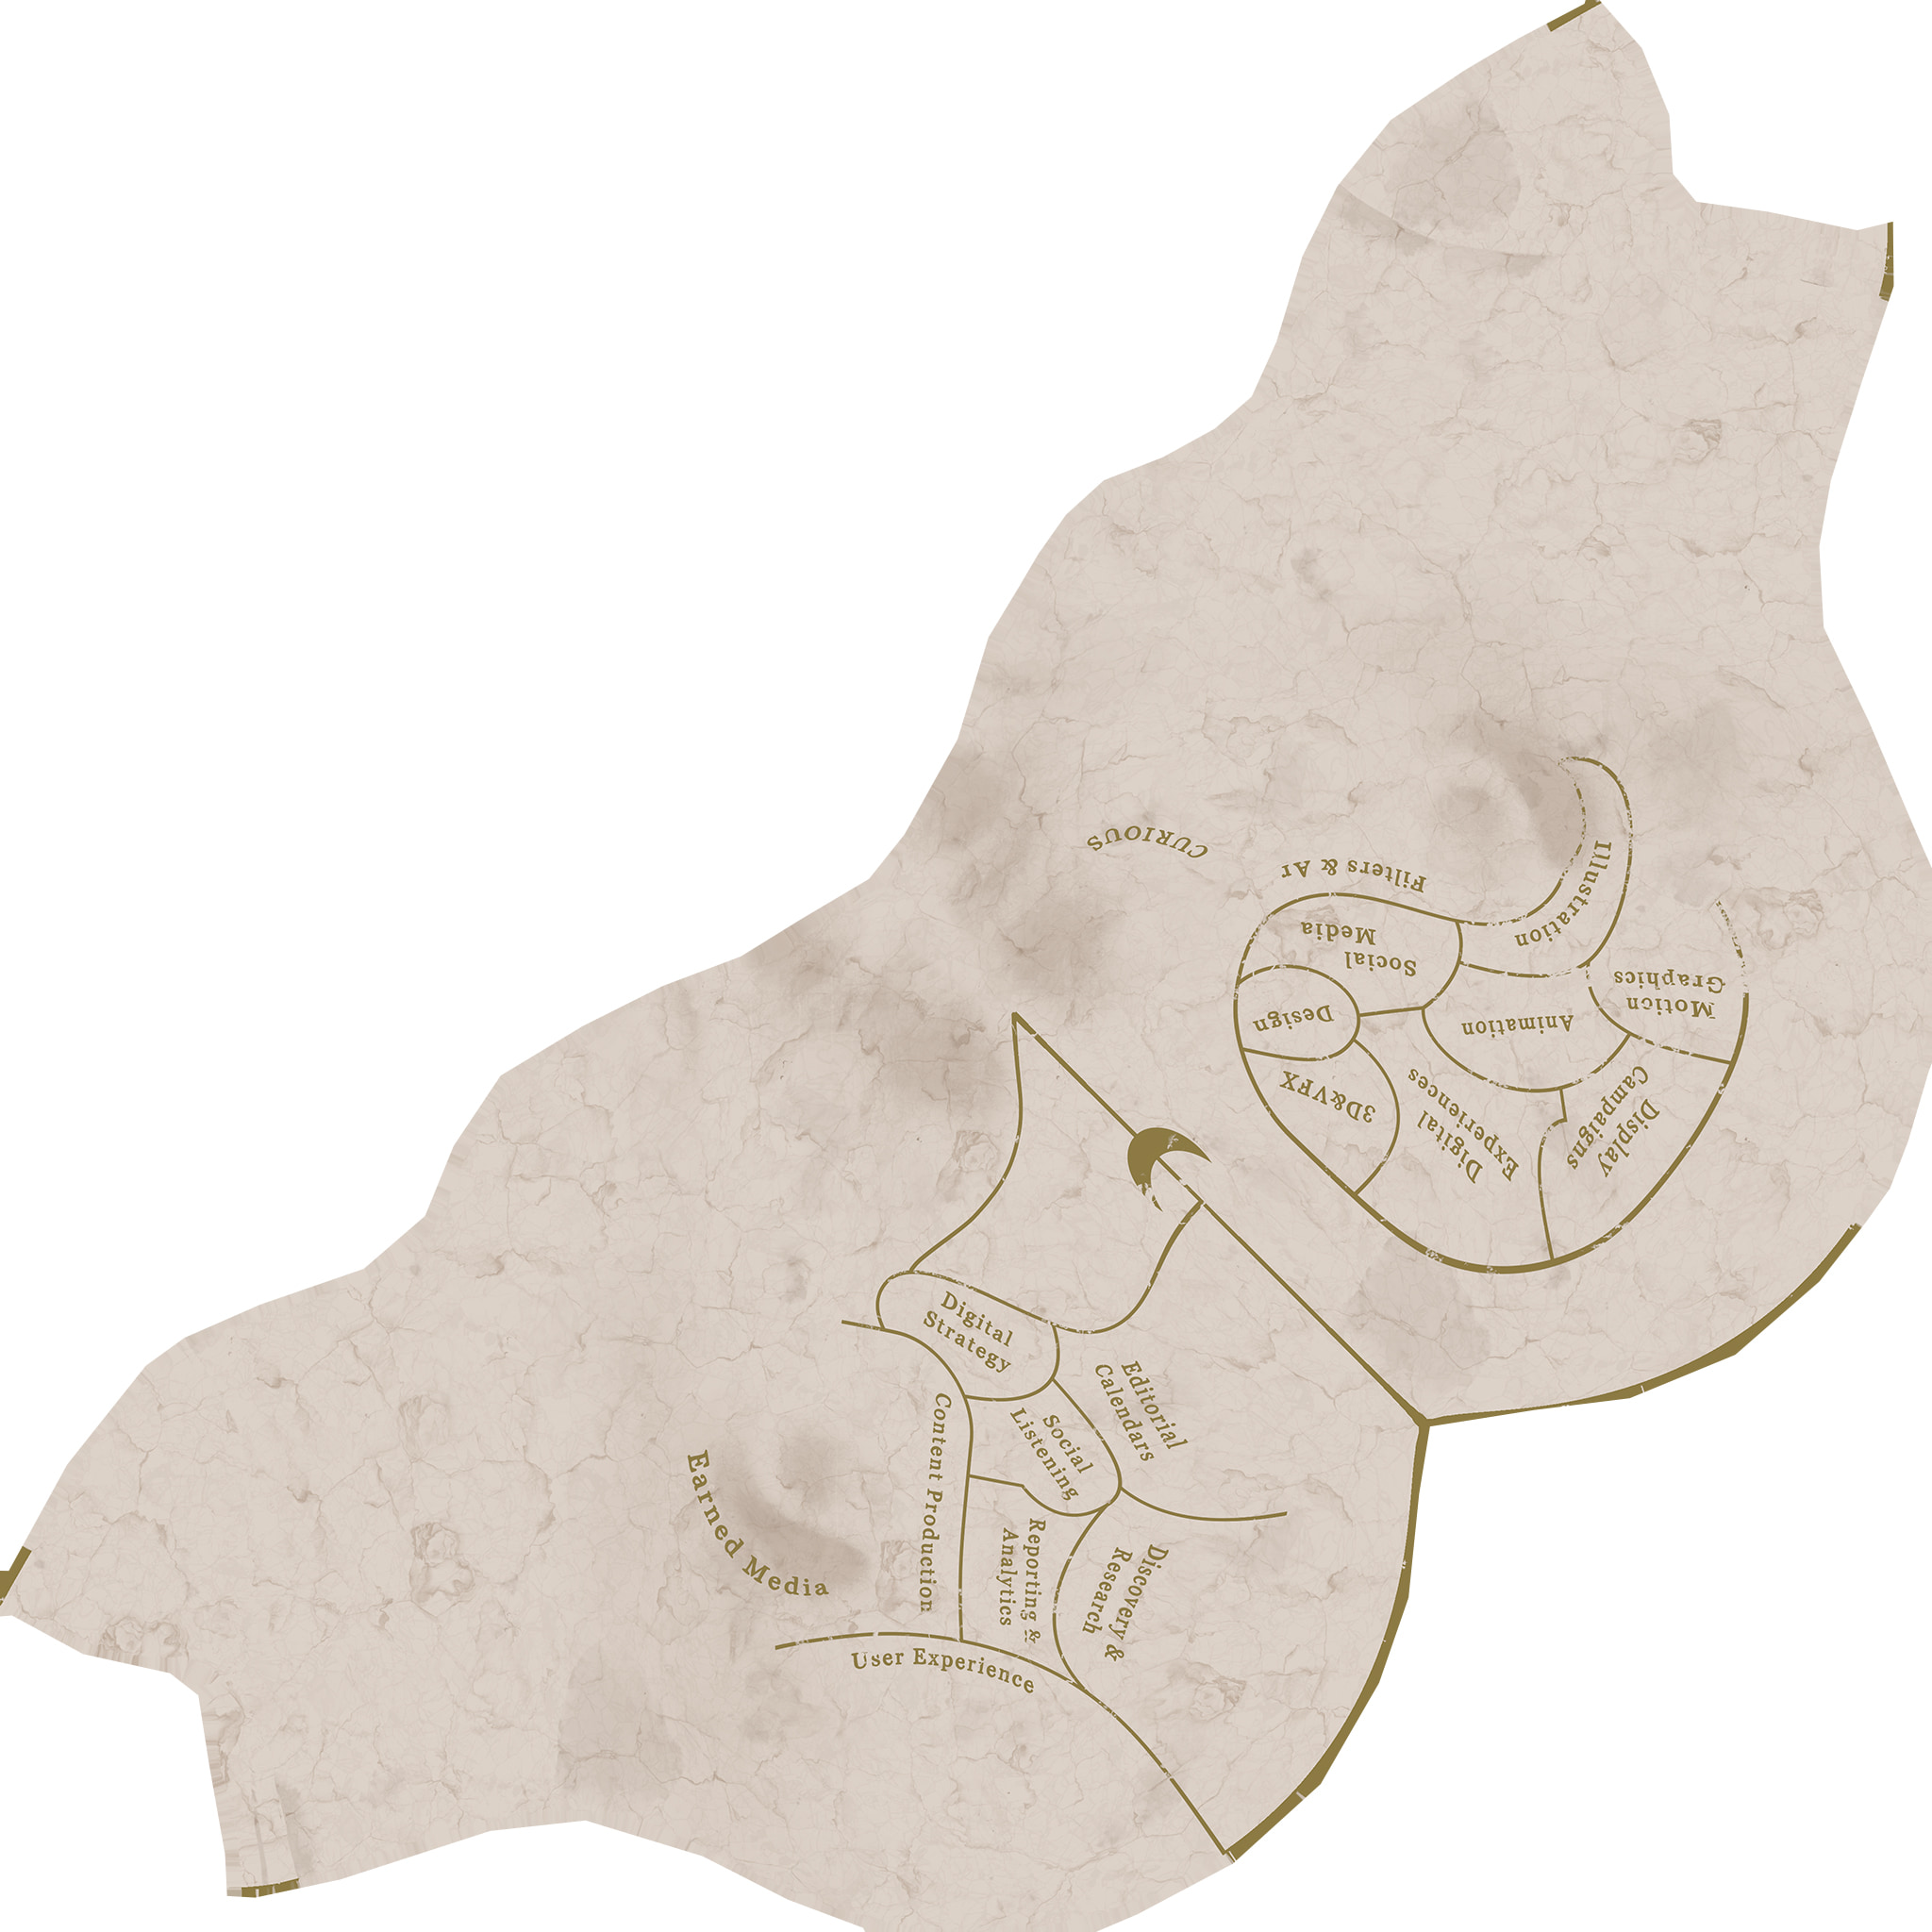 CURIOUS
Filters & Ar
Illustration
Social
Media
Motion
Graphics
Design
Animation
3D&VFX
Digital
Experiences
Display
Campaigns
Digital
Strategy
Editorial
Calendars
Social
Listening
Content Production
Earned Media
Reporting &
Analytics
Discovery &
Research
User Experience